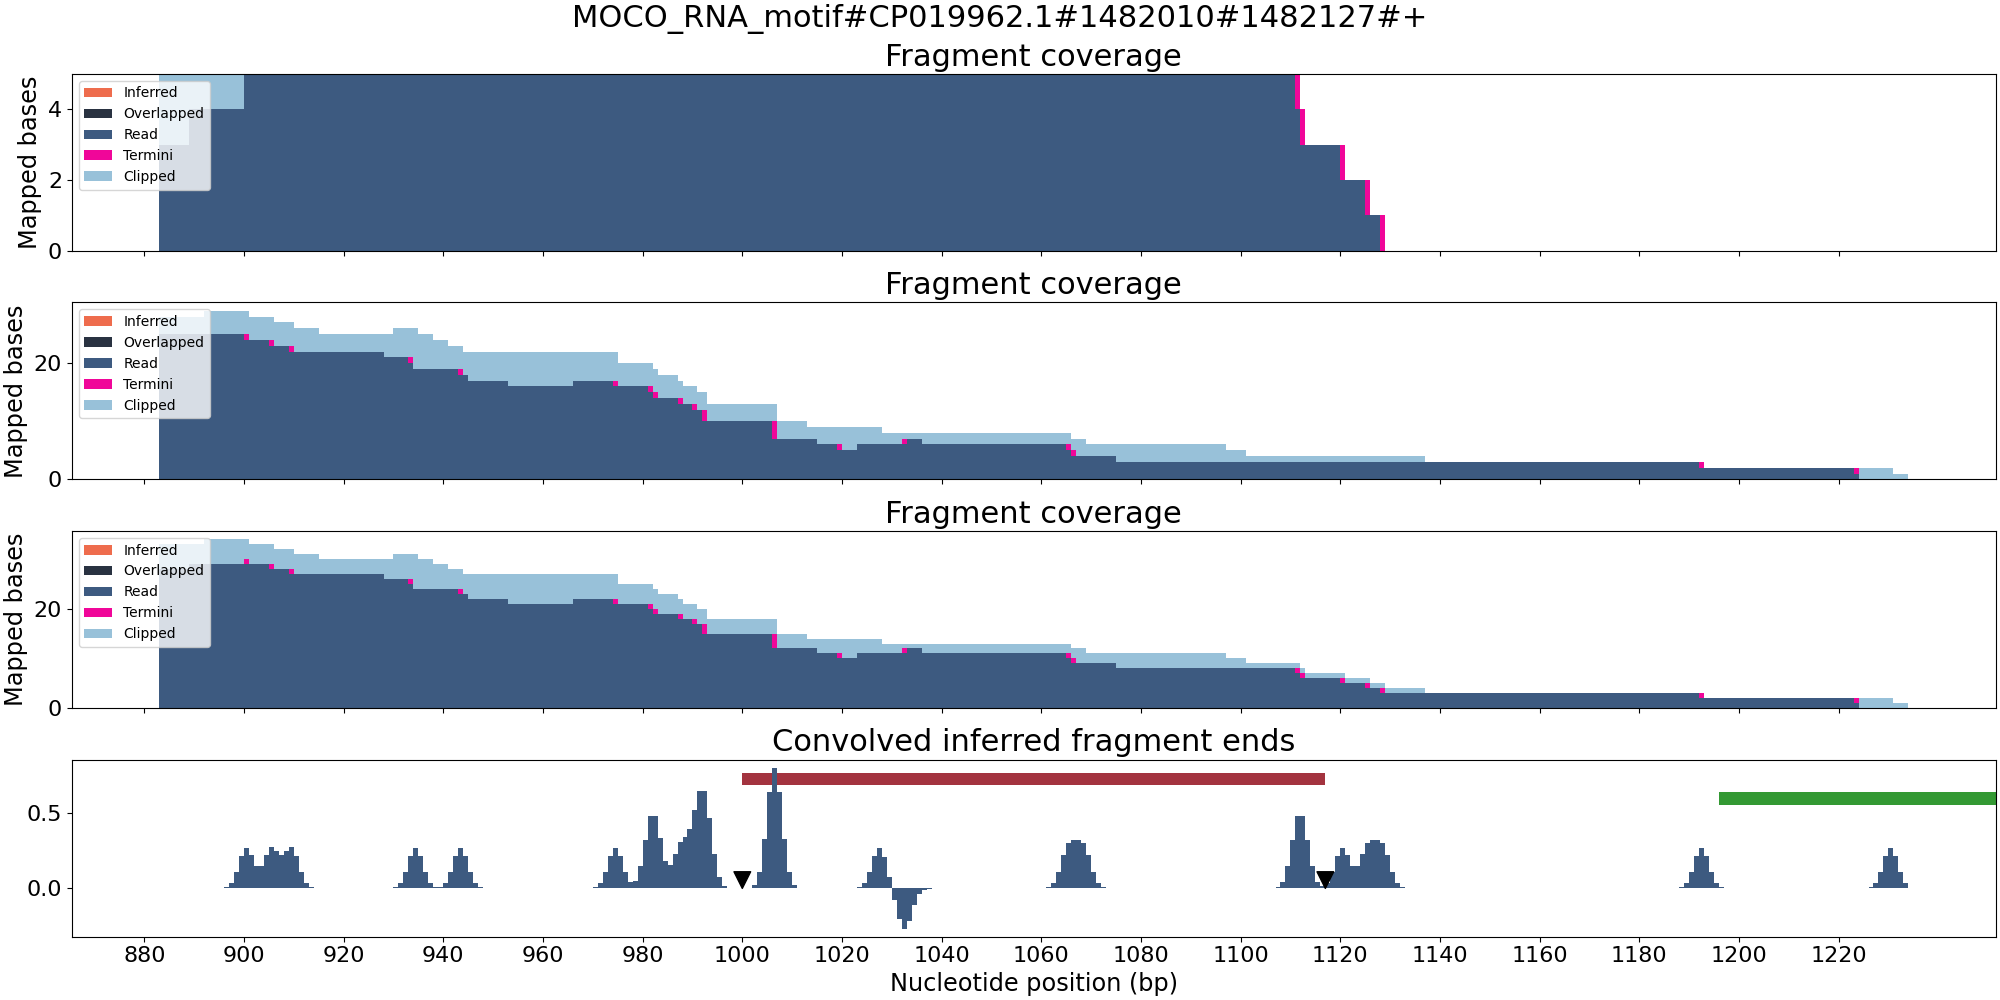 MOCO_RNA_motif#CP019962.1#1482010#1482127#+
Fragment coverage
Mapped bases
4
2
0
Inferred
Overlapped
Read
Termini
Clipped
Fragment coverage
Mapped bases
20
0
Inferred
Overlapped
Read
Termini
Clipped
Fragment coverage
Mapped bases
20
0
Inferred
Overlapped
Read
Termini
Clipped
Convolved inferred fragment ends
0.5
0.0
880 900 920 940 960 980 1000 1020 1040 1060 1080 1100 1120 1140 1160 1180 1200 1220
Nucleotide position (bp)